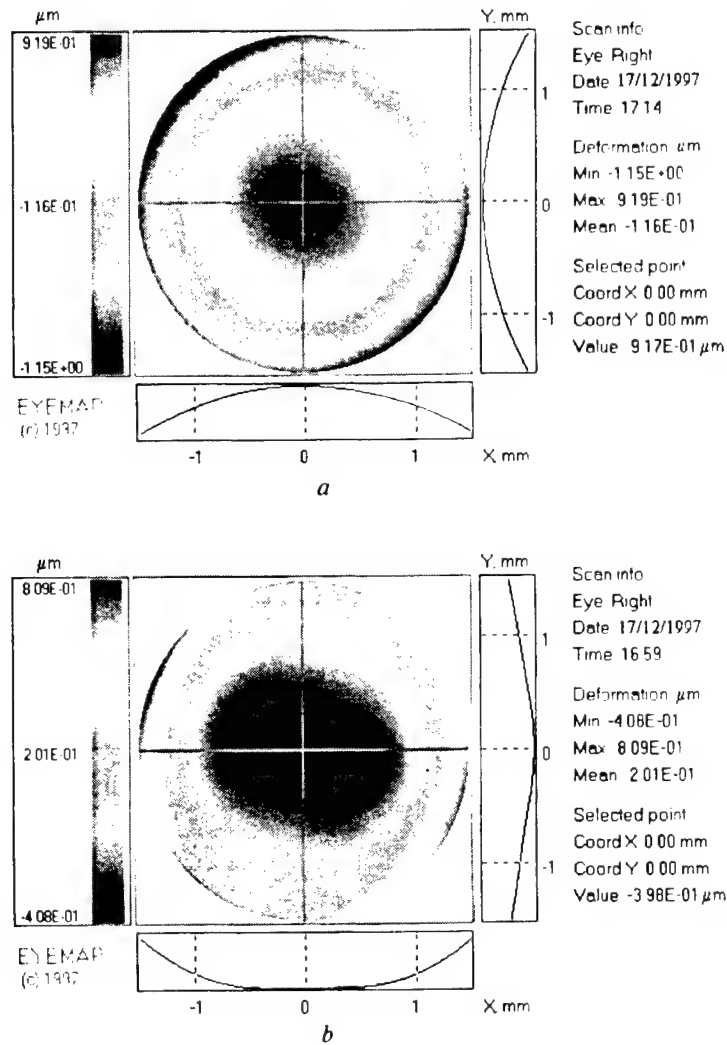 µm
9.19E-01
-1.16E-01
-1.15E+00
EYEMAP
(c) 1997
Y, mm
1
0
-1
-1
0
1
X, mm
Scan info
Eye Right
Date 17/12/1997
Time 17:14
Deformation µm
Min -1.15E+00
Max 9.19E-01
Mean -1.16E-01
Selected point
Coord X 0.00 mm
Coord Y 0.00 mm
Value 9.17E-01 µm
a
µm
8.09E-01
2.01E-01
-4.08E-01
EYEMAP
(c) 1997
Y, mm
1
0
-1
-1
0
1
X, mm
Scan info
Eye Right
Date 17/12/1997
Time 16:59
Deformation µm
Min -4.08E-01
Max 8.09E-01
Mean 2.01E-01
Selected point
Coord X 0.00 mm
Coord Y 0.00 mm
Value -3.98E-01 µm
b